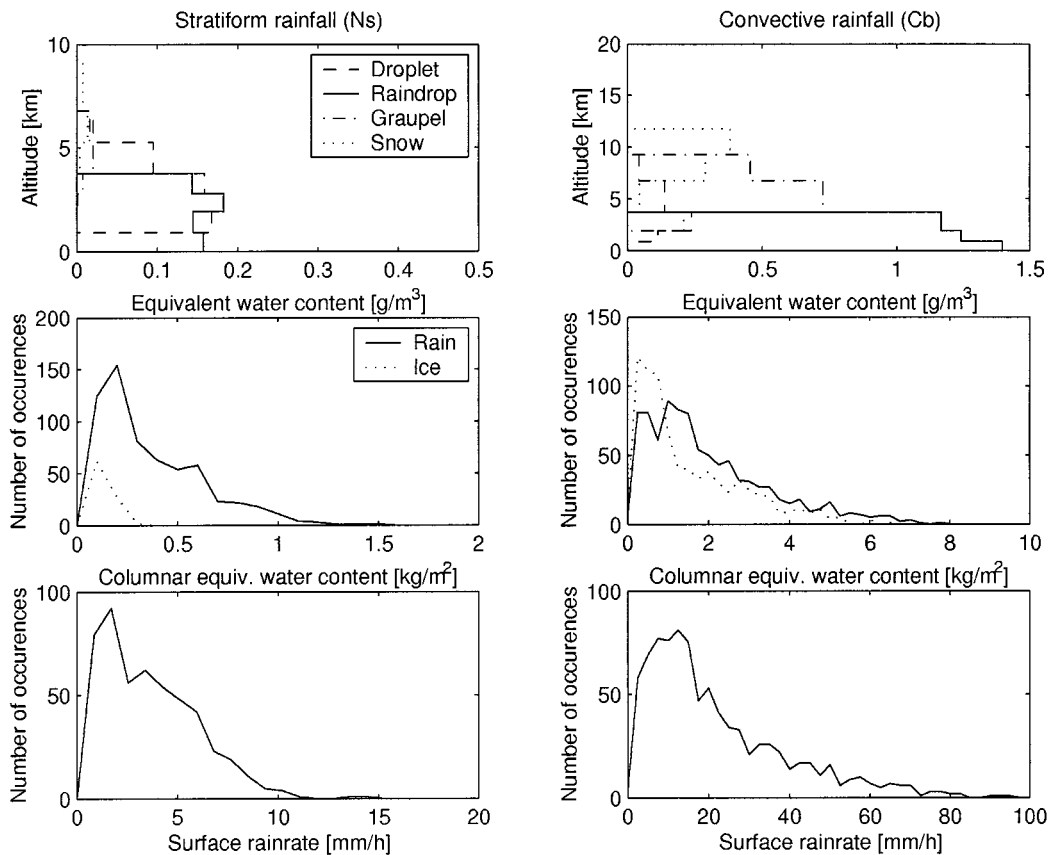 Stratiform rainfall (Ns)
10
5
0
Altitude [km]
Droplet
Raindrop
Graupel
Snow
0 0.1 0.2 0.3 0.4 0.5
Equivalent water content [g/m³]
Convective rainfall (Cb)
20
15
10
5
0
Altitude [km]
0 0.5 1 1.5
Equivalent water content [g/m³]
200
150
100
50
0
Number of occurences
Rain
Ice
0 0.5 1 1.5 2
Columnar equiv. water content [kg/m²]
150
100
50
0
Number of occurences
0 2 4 6 8 10
Columnar equiv. water content [kg/m²]
100
50
0
Number of occurences
0 5 10 15 20
Surface rainrate [mm/h]
100
50
0
Number of occurences
0 20 40 60 80 100
Surface rainrate [mm/h]